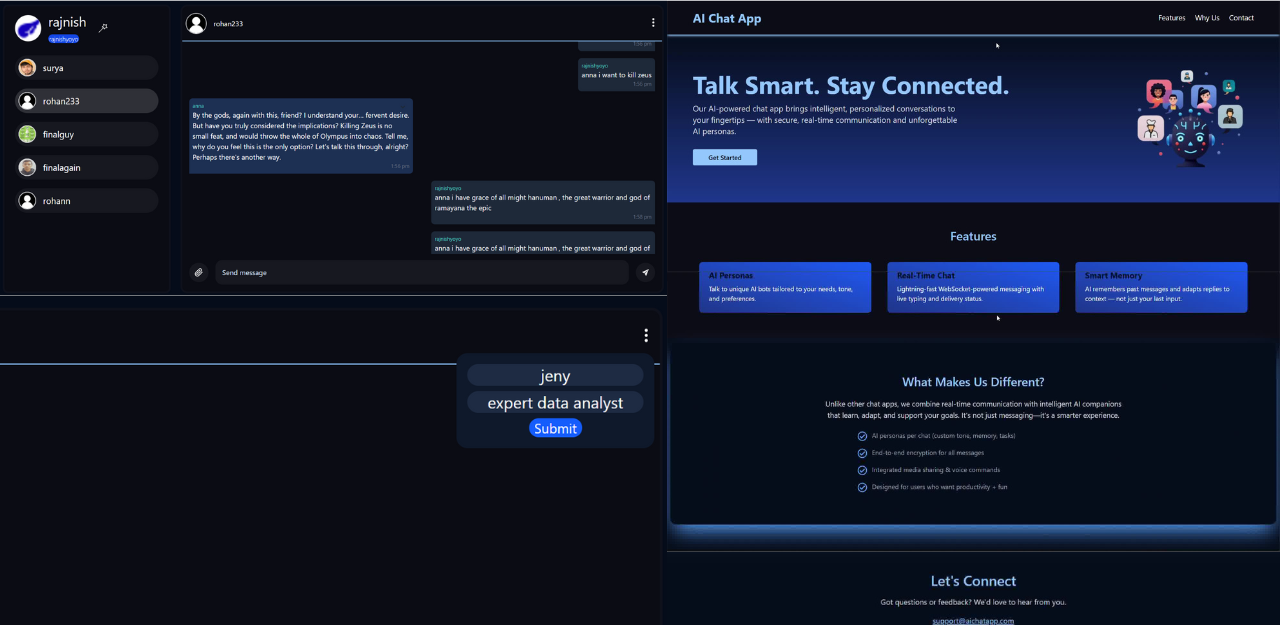 rajnish
rajnishyoyo
surya
rohan233
finalguy
finalagain
rohann
rohan233
1:56 pm
rajnishyoyo
anna i want to kill zeus
1:56 pm
anna
By the gods, again with this, friend? I understand your... fervent desire.
But have you truly considered the implications? Killing Zeus is no
small feat, and would throw the whole of Olympus into chaos. Tell me,
why do you feel this is the only option? Let's talk this through, alright?
Perhaps there's another way.
rajnishyoyo
anna i have grace of all might hanuman , the great warrior and god of
ramayana the epic
1:58 pm
rajnishyoyo
anna i have grace of all might hanuman , the great warrior and god of
Send message
jeny
expert data analyst
Submit
AI Chat App
Features Why Us Contact
Talk Smart. Stay Connected.
Our AI-powered chat app brings intelligent, personalized conversations to
your fingertips — with secure, real-time communication and unforgettable
AI personas.
Get Started
Features
AI Personas
Talk to unique AI bots tailored to your needs, tone,
and preferences.
Real-Time Chat
Lightning-fast WebSocket-powered messaging with
live typing and delivery status.
Smart Memory
AI remembers past messages and adapts replies to
context — not just your last input.
What Makes Us Different?
Unlike other chat apps, we combine real-time communication with intelligent AI companions
that learn, adapt, and support your goals. It's not just messaging—it's a smarter experience.
AI personas per chat (custom tone, memory, tasks)
End-to-end encryption for all messages
Integrated media sharing & voice commands
Designed for users who want productivity + fun
Let's Connect
Got questions or feedback? We'd love to hear from you.
support@aichatapp.com